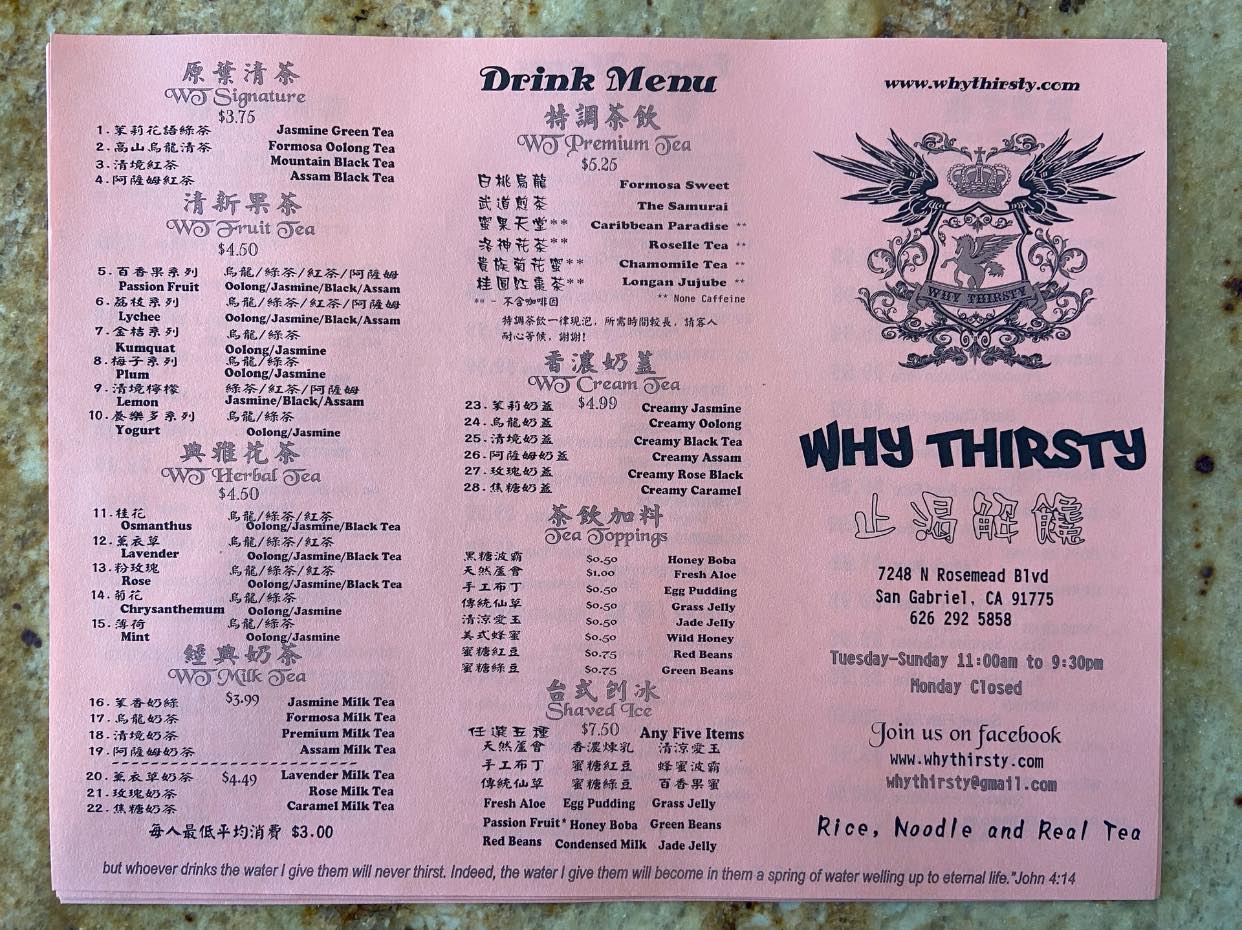 原葉清茶
WT Signature
$3.75
1.茉莉花語綠茶 Jasmine Green Tea
2.高山烏龍清茶 Formosa Oolong Tea
3.清境紅茶 Mountain Black Tea
4.阿薩姆紅茶 Assam Black Tea
清新果茶
WT Fruit Tea
$4.50
5.百香果系列 烏龍/綠茶/紅茶/阿薩姆
Passion Fruit Oolong/Jasmine/Black/Assam
6.荔枝系列 烏龍/綠茶/紅茶/阿薩姆
Lychee Oolong/Jasmine/Black/Assam
7.金桔系列 烏龍/綠茶
Kumquat Oolong/Jasmine
8.梅子系列 烏龍/綠茶
Plum Oolong/Jasmine
9.清境檸檬 綠茶/紅茶/阿薩姆
Lemon Jasmine/Black/Assam
10.養樂多系列 烏龍/綠茶
Yogurt Oolong/Jasmine
典雅花茶
WT Herbal Tea
$4.50
11.桂花 烏龍/綠茶/紅茶
Osmanthus Oolong/Jasmine/Black Tea
12.薰衣草 烏龍/綠茶/紅茶
Lavender Oolong/Jasmine/Black Tea
13.粉玫瑰 烏龍/綠茶/紅茶
Rose Oolong/Jasmine/Black Tea
14.菊花 烏龍/綠茶
Chrysanthemum Oolong/Jasmine
15.薄荷 烏龍/綠茶
Mint Oolong/Jasmine
經典奶茶
WT Milk Tea
16.茉香奶綠 $3.99 Jasmine Milk Tea
17.烏龍奶茶 Formosa Milk Tea
18.清境奶茶 Premium Milk Tea
19.阿薩姆奶茶 Assam Milk Tea
20.薰衣草奶茶 $4.49 Lavender Milk Tea
21.玫瑰奶茶 Rose Milk Tea
22.焦糖奶茶 Caramel Milk Tea
每人最低平均消費 $3.00
Drink Menu
特調茶飲
WT Premium Tea
$5.25
白桃烏龍 Formosa Sweet
武道煎茶 The Samurai
蜜果天堂** Caribbean Paradise **
洛神花茶** Roselle Tea **
貴族菊花蜜** Chamomile Tea **
桂圓紅棗茶** Longan Jujube **
** - 不含咖啡因 ** None Caffeine
特調茶飲一律現泡，所需時間較長，請客人
耐心等候，謝謝!
香濃奶蓋
WT Cream Tea
23.茉莉奶蓋 $4.99 Creamy Jasmine
24.烏龍奶蓋 Creamy Oolong
25.清境奶蓋 Creamy Black Tea
26.阿薩姆奶蓋 Creamy Assam
27.玫瑰奶蓋 Creamy Rose Black
28.焦糖奶蓋 Creamy Caramel
茶飲加料
Tea Toppings
黑糖波霸 $0.50 Honey Boba
天然蘆薈 $1.00 Fresh Aloe
手工布丁 $0.50 Egg Pudding
傳統仙草 $0.50 Grass Jelly
清涼愛玉 $0.50 Jade Jelly
美式蜂蜜 $0.50 Wild Honey
蜜糖紅豆 $0.75 Red Beans
蜜糖綠豆 $0.75 Green Beans
台式刨冰
Shaved Ice
任選五種 $7.50 Any Five Items
天然蘆薈 香濃煉乳 清涼愛玉
手工布丁 蜜糖紅豆 蜂蜜波霸
傳統仙草 蜜糖綠豆 百香果蜜
Fresh Aloe Egg Pudding Grass Jelly
Passion Fruit* Honey Boba Green Beans
Red Beans Condensed Milk Jade Jelly
www.whythirsty.com
WHY THIRSTY
WHY THIRSTY
止渴解饞
7248 N Rosemead Blvd
San Gabriel, CA 91775
626 292 5858
Tuesday-Sunday 11:00am to 9:30pm
Monday Closed
Join us on facebook
www.whythirsty.com
whythirsty@gmail.com
Rice, Noodle and Real Tea
but whoever drinks the water I give them will never thirst. Indeed, the water I give them will become in them a spring of water welling up to eternal life."John 4:14